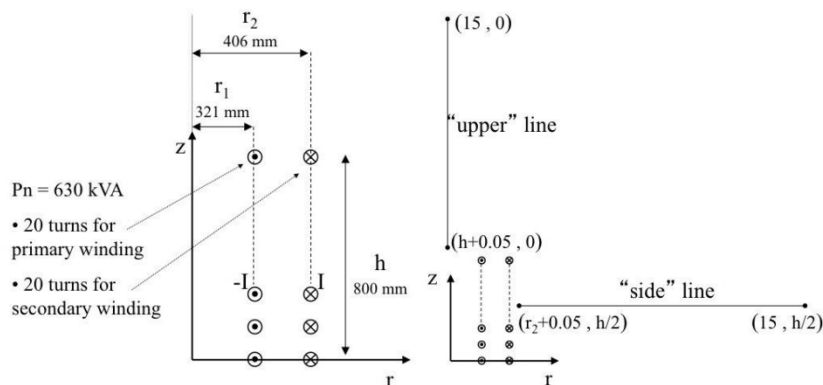 r2
406 mm
r1
321 mm
z
Pn = 630 kVA
• 20 turns for
primary winding
• 20 turns for
secondary winding
-I
I
h
800 mm
r
(15 , 0)
“upper” line
(h+0.05 , 0)
z
“side” line
(r2+0.05 , h/2)
(15 , h/2)
r